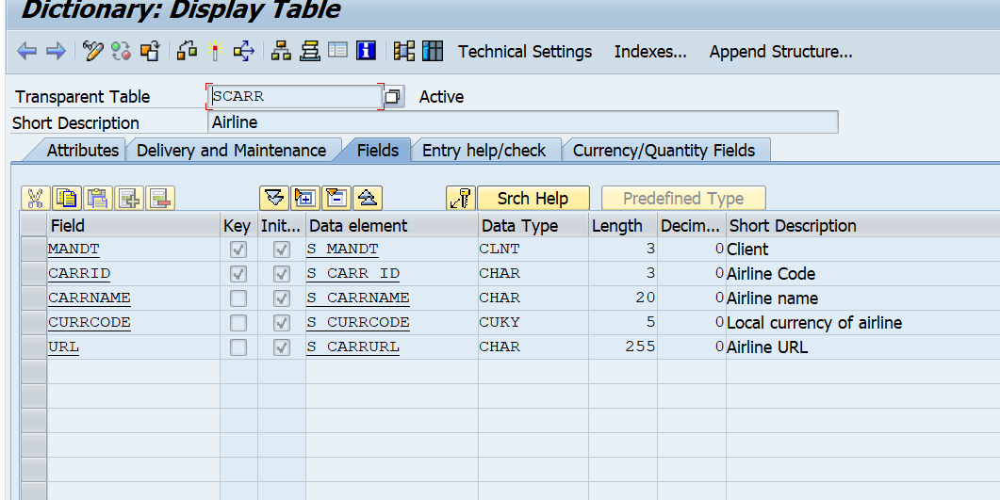 Dictionary: Display Table
Technical Settings Indexes... Append Structure...
Transparent Table SCARR Active
Short Description Airline
Attributes Delivery and Maintenance Fields Entry help/check Currency/Quantity Fields
Srch Help Predefined Type
Field Key Init... Data element Data Type Length Decim... Short Description
MANDT S_MANDT CLNT 3 0 Client
CARRID S_CARR_ID CHAR 3 0 Airline Code
CARRNAME S_CARRNAME CHAR 20 0 Airline name
CURRCODE S_CURRCODE CUKY 5 0 Local currency of airline
URL S_CARRURL CHAR 255 0 Airline URL